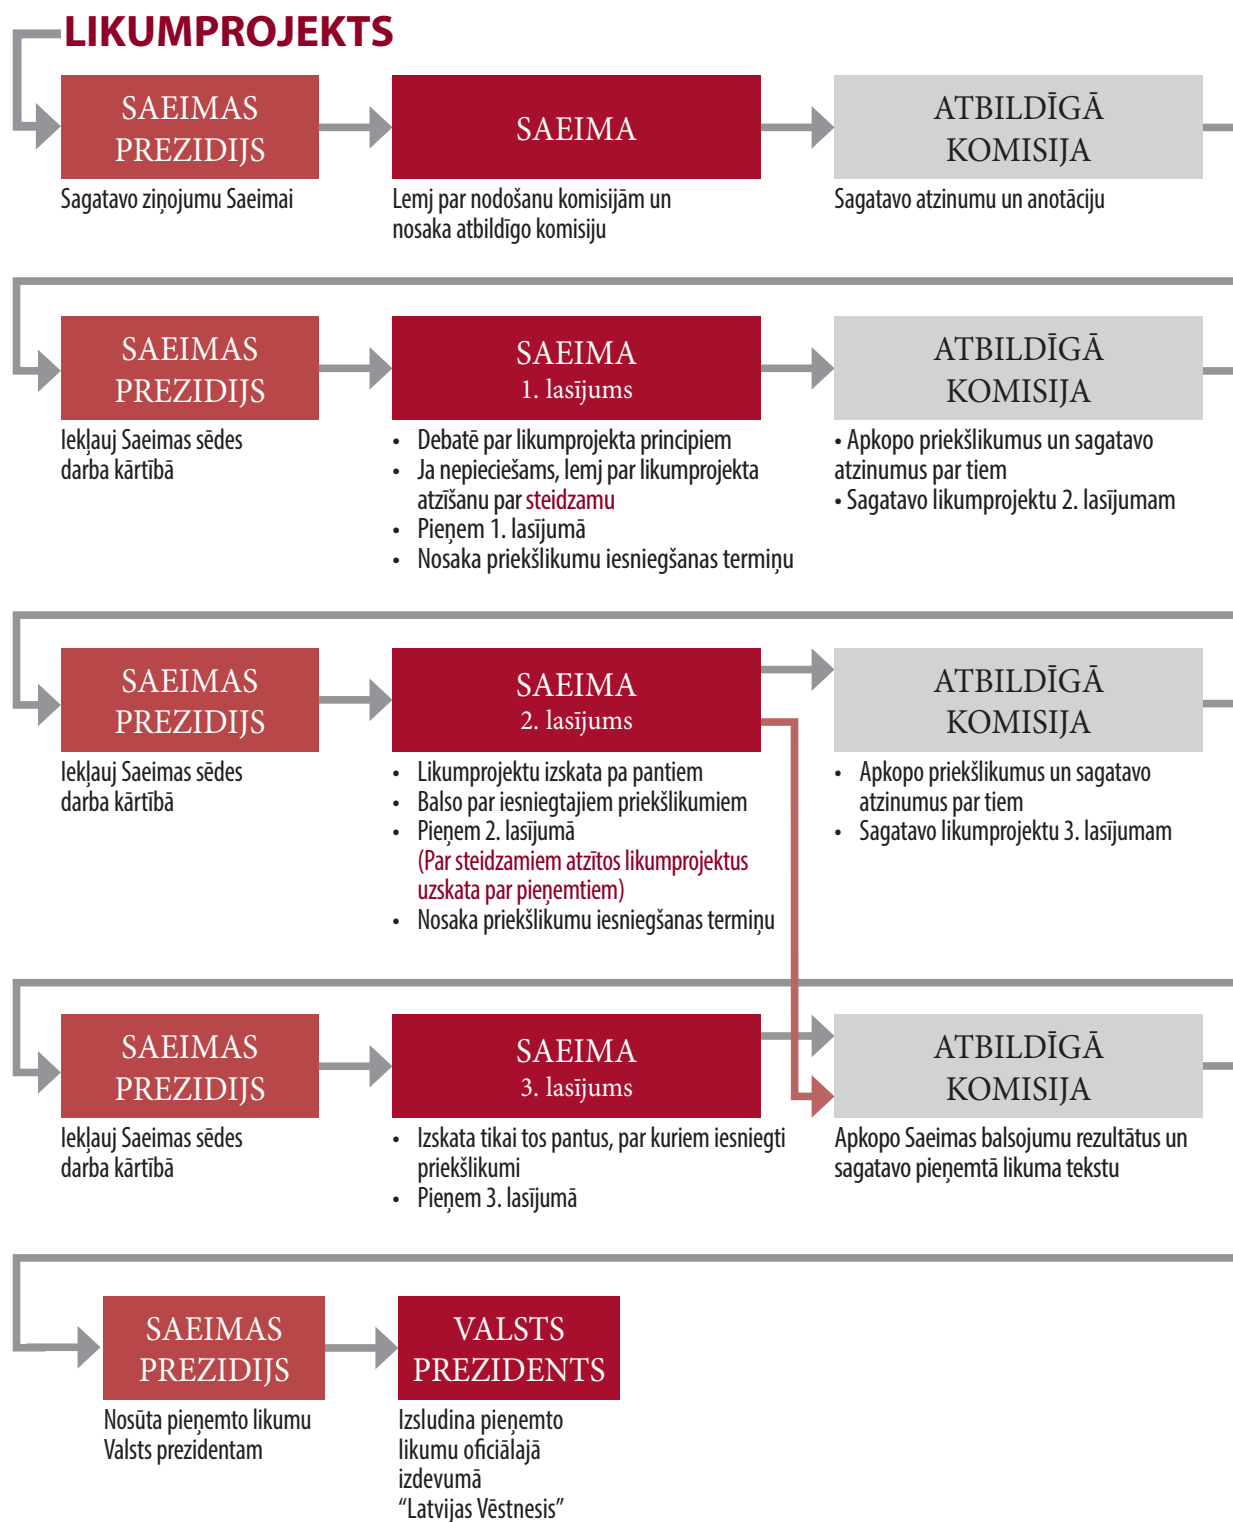 LIKUMPROJEKTS
SAEIMAS
PREZIDIJS
Sagatavo ziņojumu Saeimai
SAEIMA
Lemj par nodošanu komisijām un
nosaka atbildīgo komisiju
ATBILDĪGĀ
KOMISIJA
Sagatavo atzinumu un anotāciju
SAEIMAS
PREZIDIJS
Iekļauj Saeimas sēdes
darba kārtībā
SAEIMA
1. lasījums
• Debatē par likumprojekta principiem
• Ja nepieciešams, lemj par likumprojekta
atzīšanu par steidzamu
• Pieņem 1. lasījumā
• Nosaka priekšlikumu iesniegšanas termiņu
ATBILDĪGĀ
KOMISIJA
• Apkopo priekšlikumus un sagatavo
atzinumus par tiem
• Sagatavo likumprojektu 2. lasījumam
SAEIMAS
PREZIDIJS
Iekļauj Saeimas sēdes
darba kārtībā
SAEIMA
2. lasījums
• Likumprojektu izskata pa pantiem
• Balso par iesniegtajiem priekšlikumiem
• Pieņem 2. lasījumā
(Par steidzamiem atzītos likumprojektus
uzskata par pieņemtiem)
• Nosaka priekšlikumu iesniegšanas termiņu
ATBILDĪGĀ
KOMISIJA
• Apkopo priekšlikumus un sagatavo
atzinumus par tiem
• Sagatavo likumprojektu 3. lasījumam
SAEIMAS
PREZIDIJS
Iekļauj Saeimas sēdes
darba kārtībā
SAEIMA
3. lasījums
• Izskata tikai tos pantus, par kuriem iesniegti
priekšlikumi
• Pieņem 3. lasījumā
ATBILDĪGĀ
KOMISIJA
Apkopo Saeimas balsojumu rezultātus un
sagatavo pieņemtā likuma tekstu
SAEIMAS
PREZIDIJS
Nosūta pieņemto likumu
Valsts prezidentam
VALSTS
PREZIDENTS
Izsludina pieņemto
likumu oficiālajā
izdevumā
“Latvijas Vēstnesis”